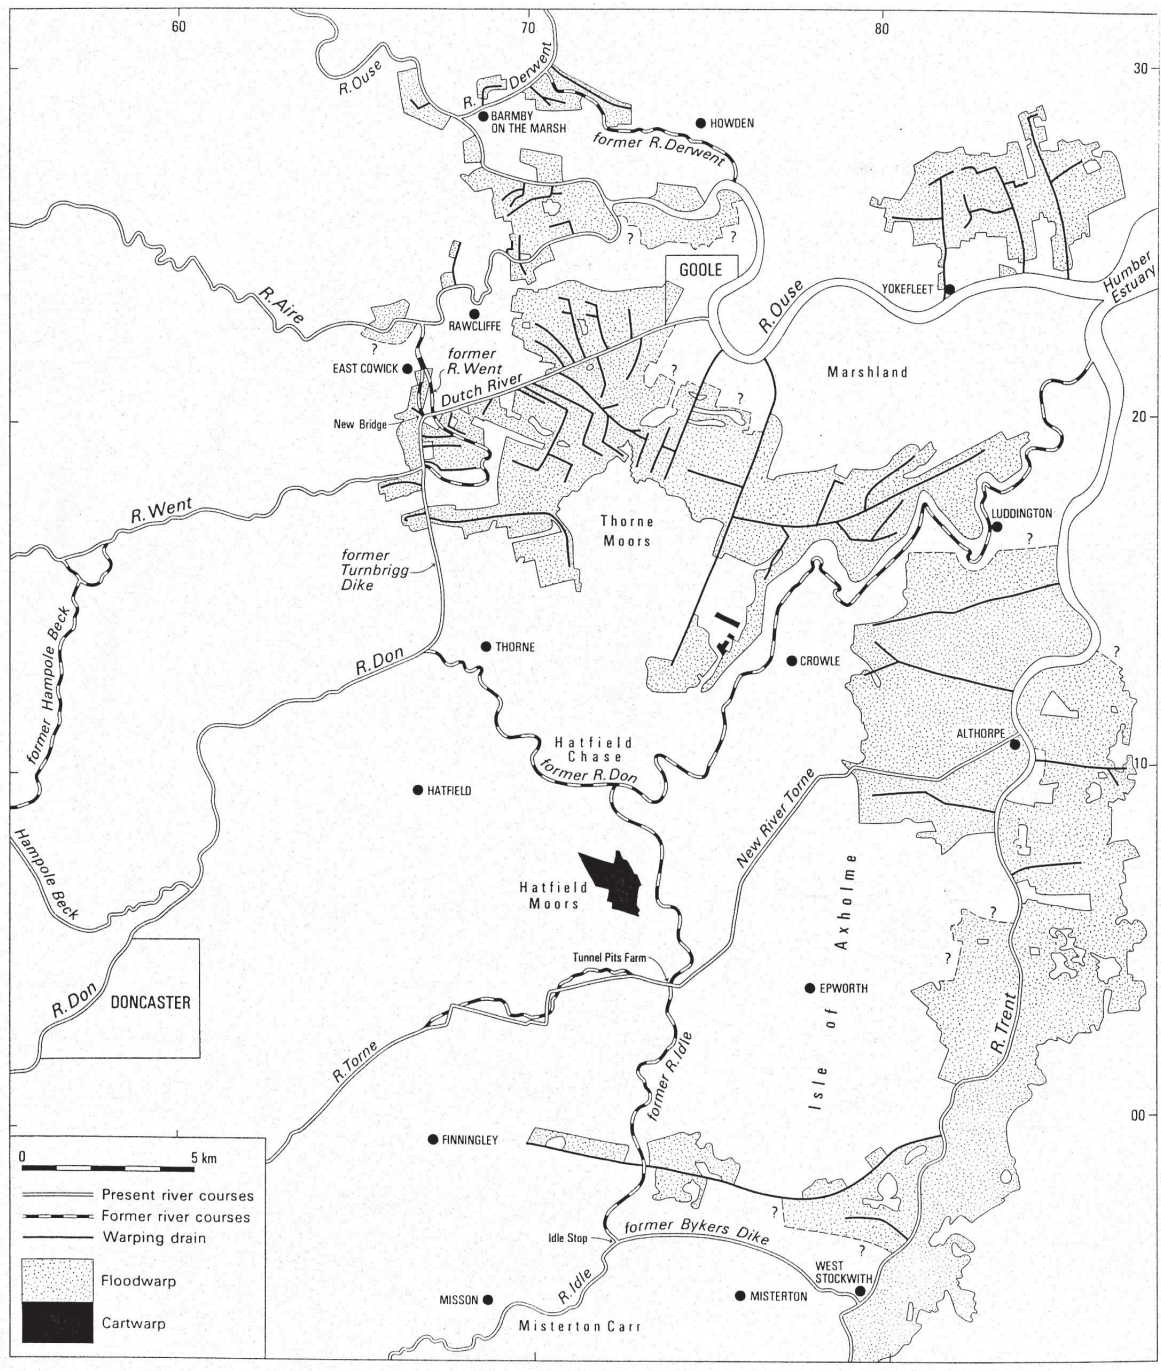 60
70
80
30
R. Ouse
R. Derwent
BARMBY
ON THE MARSH
HOWDEN
former R. Derwent
?
?
GOOLE
YOKEFLEET
Humber
Estuary
R. Aire
RAWCLIFFE
R. Ouse
?
former
R. Went
EAST COWICK
Dutch River
Marshland
?
?
New Bridge
20
R. Went
Thorne
Moors
LUDDINGTON
?
former
Turnbrigg
Dike
former Hampole Beck
THORNE
R. Don
CROWLE
?
Hatfield
Chase
ALTHORPE
former R. Don
10
HATFIELD
New River Torne
Hampole Beck
Hatfield
Moors
Isle of Axholme
?
?
Tunnel Pits Farm
EPWORTH
R. Don
DONCASTER
R. Trent
R. Torne
former R. Idle
00
FINNINGLEY
0 5 km
Present river courses
Former river courses
Warping drain
Floodwarp
Cartwarp
?
former Bykers Dike
Idle Stop
?
WEST
STOCKWITH
R. Idle
MISSON
MISTERTON
Misterton Carr